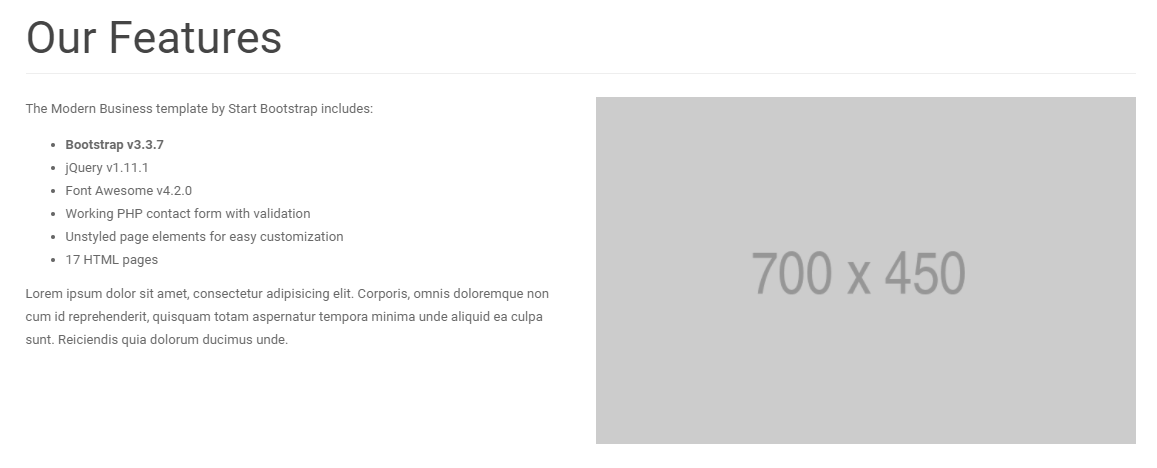 Our Features
The Modern Business template by Start Bootstrap includes:
Bootstrap v3.3.7
jQuery v1.11.1
Font Awesome v4.2.0
Working PHP contact form with validation
Unstyled page elements for easy customization
17 HTML pages
Lorem ipsum dolor sit amet, consectetur adipisicing elit. Corporis, omnis doloremque non
cum id reprehenderit, quisquam totam aspernatur tempora minima unde aliquid ea culpa
sunt. Reiciendis quia dolorum ducimus unde.
700 x 450